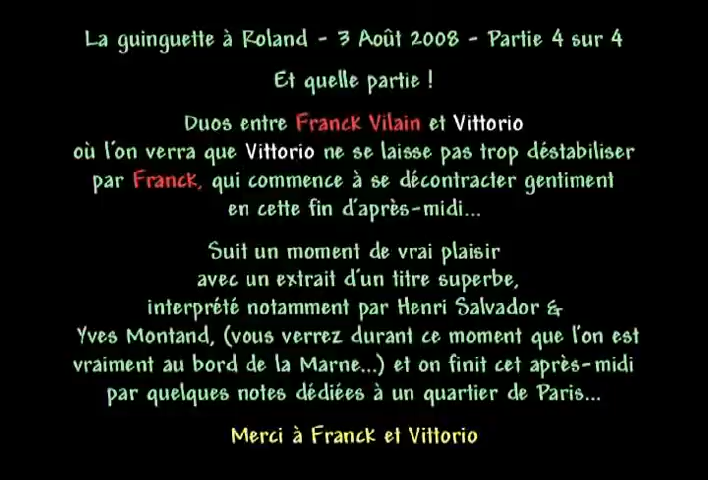 La guinguette à Roland - 3 Août 2008 - Partie 4 sur 4
Et quelle partie !
Duos entre Franck Vilain et Vittorio
où l'on verra que Vittorio ne se laisse pas trop déstabiliser
par Franck, qui commence à se décontracter gentiment
en cette fin d'après-midi...
Suit un moment de vrai plaisir
avec un extrait d'un titre superbe,
interprété notamment par Henri Salvador &
Yves Montand, (vous verrez durant ce moment que l'on est
vraiment au bord de la Marne...) et on finit cet après-midi
par quelques notes dédiées à un quartier de Paris...
Merci à Franck et Vittorio